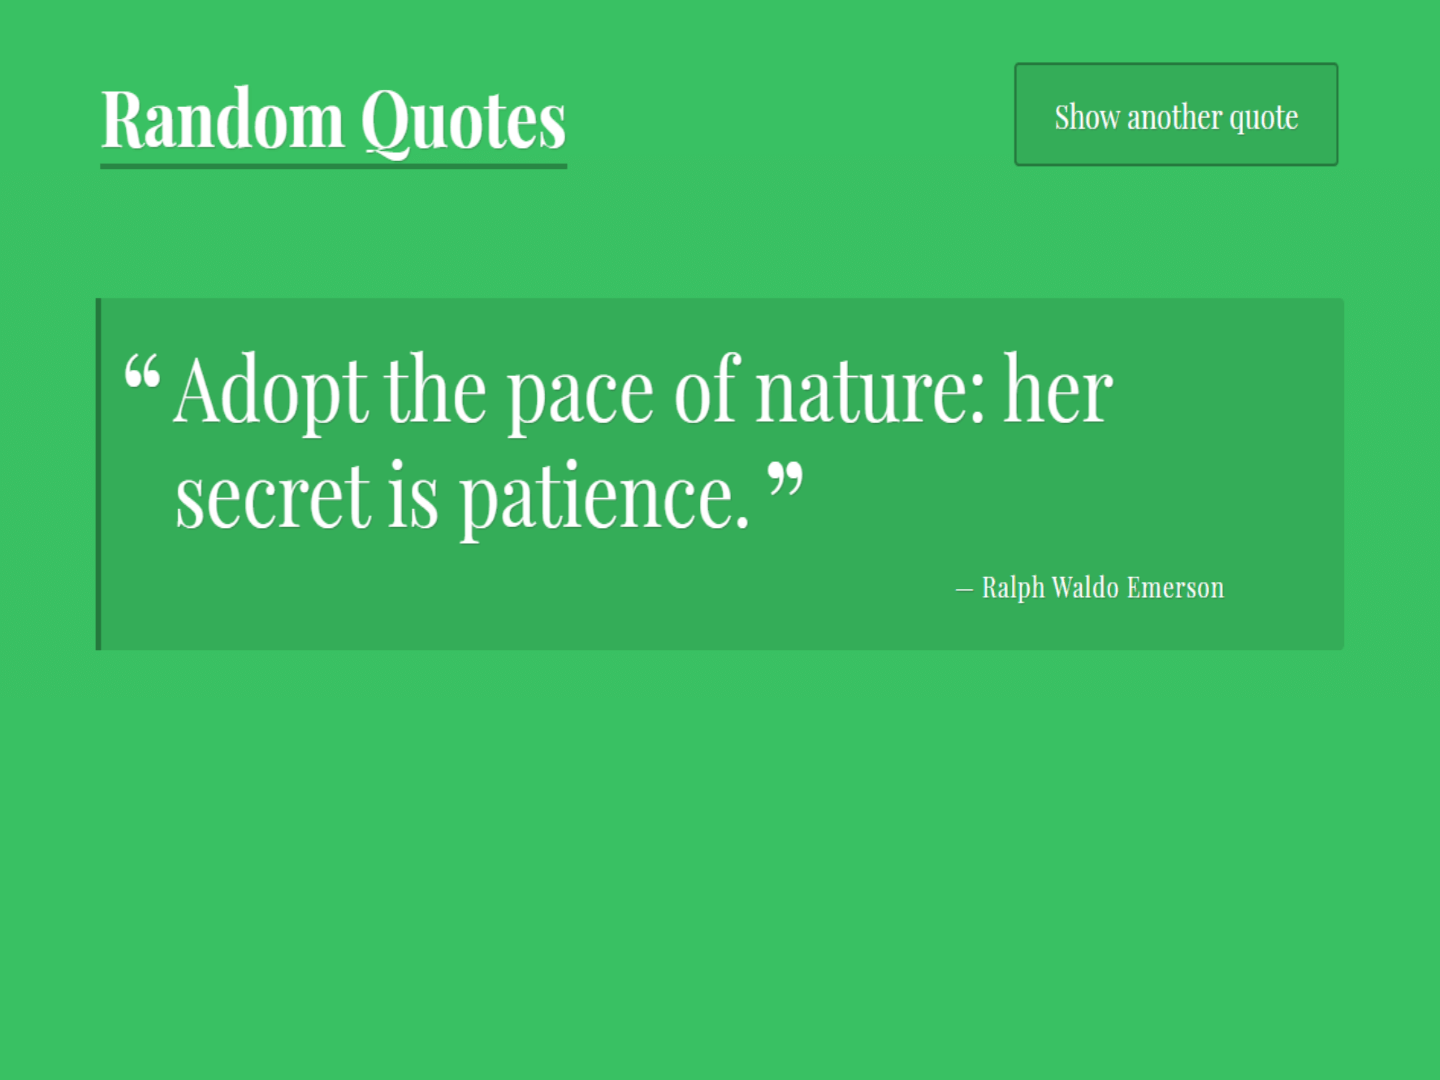 Random Quotes
Show another quote
“ Adopt the pace of nature: her
secret is patience. ”
— Ralph Waldo Emerson